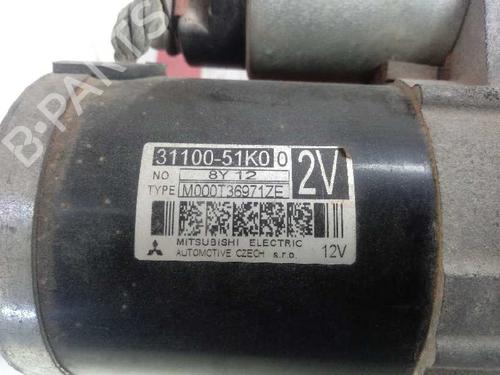 B-PARTS
31100-51K0 0
2V
NO 8Y 12
TYPE M000T36971ZE
MITSUBISHI ELECTRIC
AUTOMOTIVE CZECH s.r.o. 12V